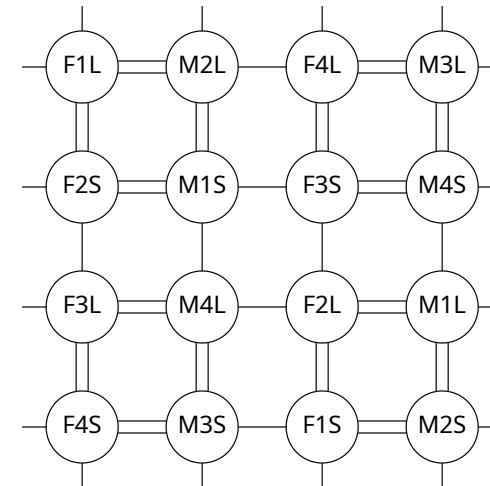 F1L M2L F4L M3L
F2S M1S F3S M4S
F3L M4L F2L M1L
F4S M3S F1S M2S